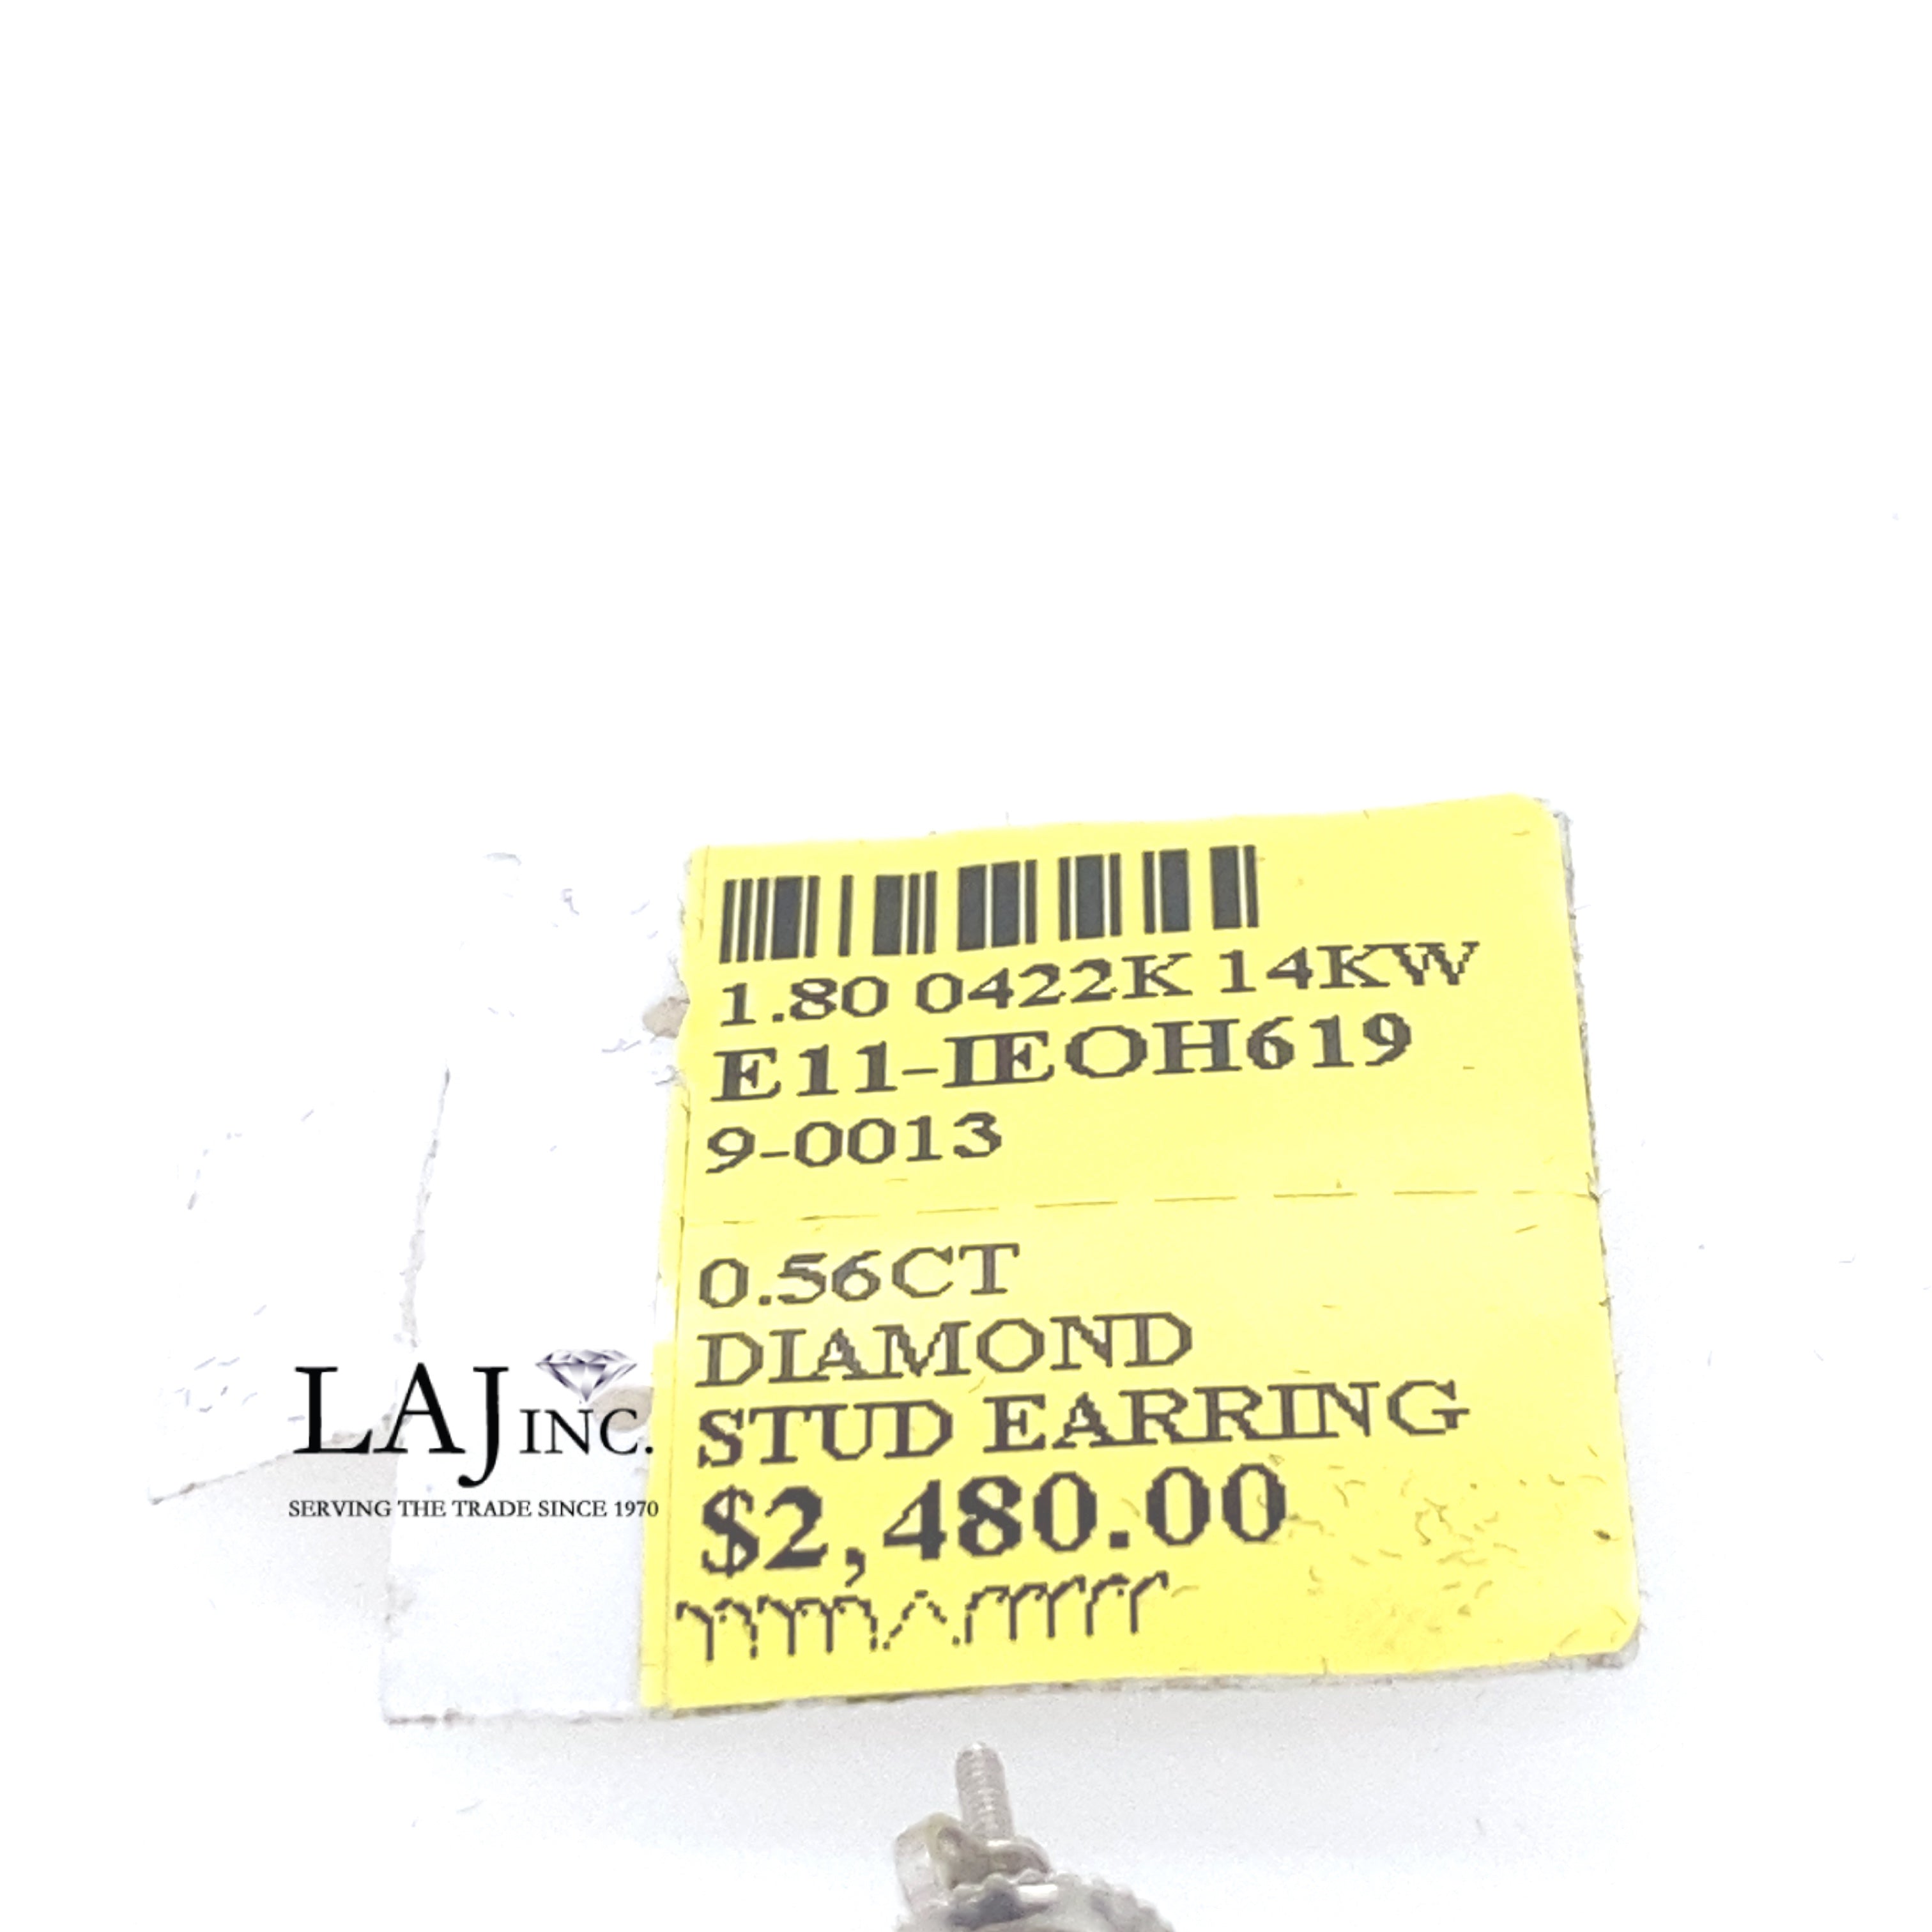 1.80 0422K 14KW
E11-IEOH619
9-0013
0.56CT
DIAMOND
STUD EARRING
$2,480.00
LAJ INC.
SERVING THE TRADE SINCE 1970